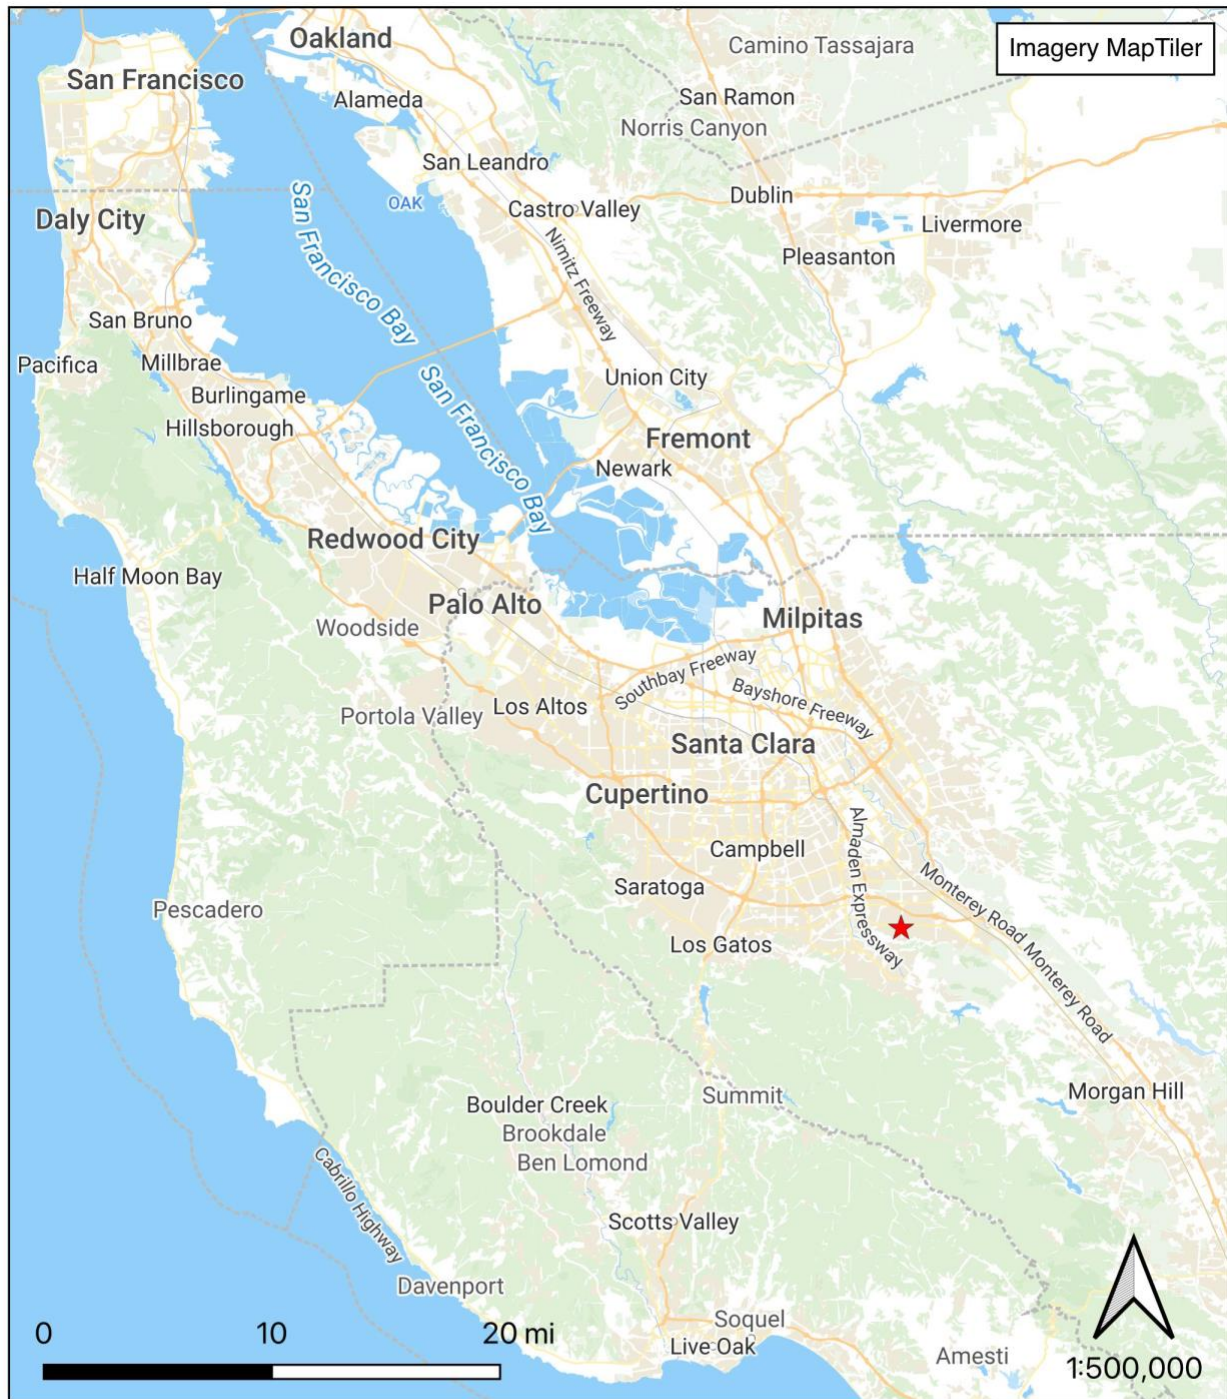 Oakland
Imagery MapTiler
Camino Tassajara
San Francisco
Alameda
San Ramon
Norris Canyon
San Leandro
Dublin
OAK
Castro Valley
Daly City
Livermore
Nimitz Freeway
Pleasanton
San Francisco Bay
San Bruno
Pacifica
Millbrae
Union City
San Francisco Bay
Burlingame
Hillsborough
Fremont
Newark
Redwood City
Half Moon Bay
Palo Alto
Milpitas
Woodside
Southbay Freeway
Los Altos
Bayshore Freeway
Portola Valley
Santa Clara
Cupertino
Almaden Expressway
Campbell
Saratoga
Monterey Road
Monterey Road
Pescadero
Los Gatos
Morgan Hill
Summit
Boulder Creek
Brookdale
Ben Lomond
Cabrillo Highway
Scotts Valley
Davenport
Soquel
Live Oak
Amesti
0 10 20 mi
1:500,000